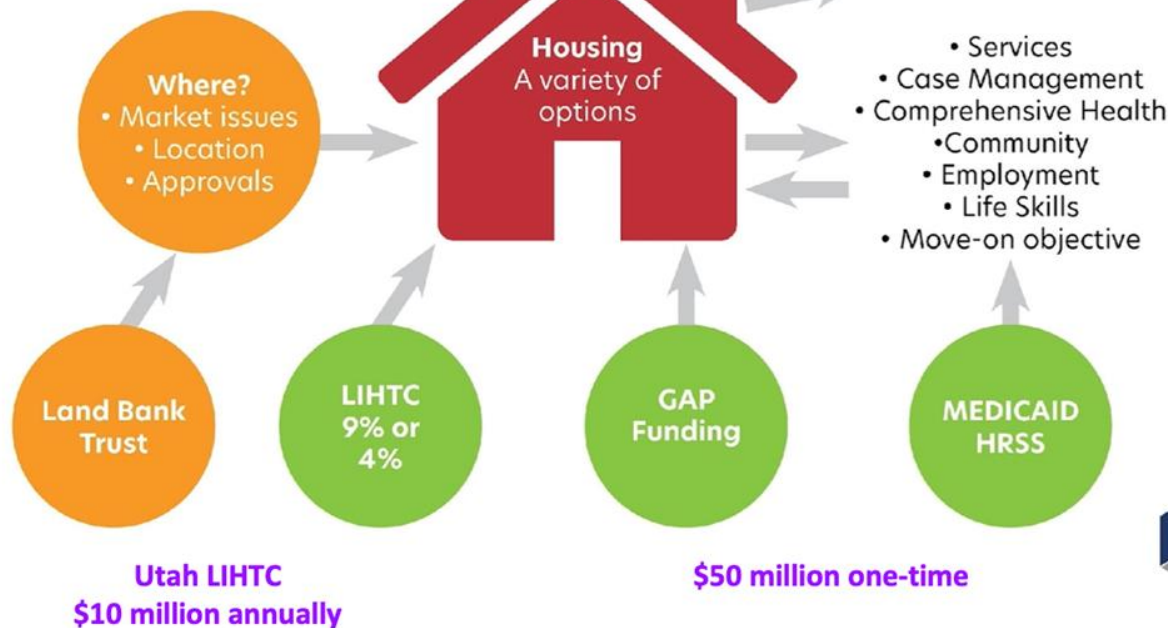 Where?
• Market issues
• Location
• Approvals
Housing
A variety of
options
• Services
• Case Management
• Comprehensive Health
•Community
• Employment
• Life Skills
• Move-on objective
Land Bank
Trust
LIHTC
9% or
4%
GAP
Funding
MEDICAID
HRSS
Utah LIHTC
$10 million annually
$50 million one-time